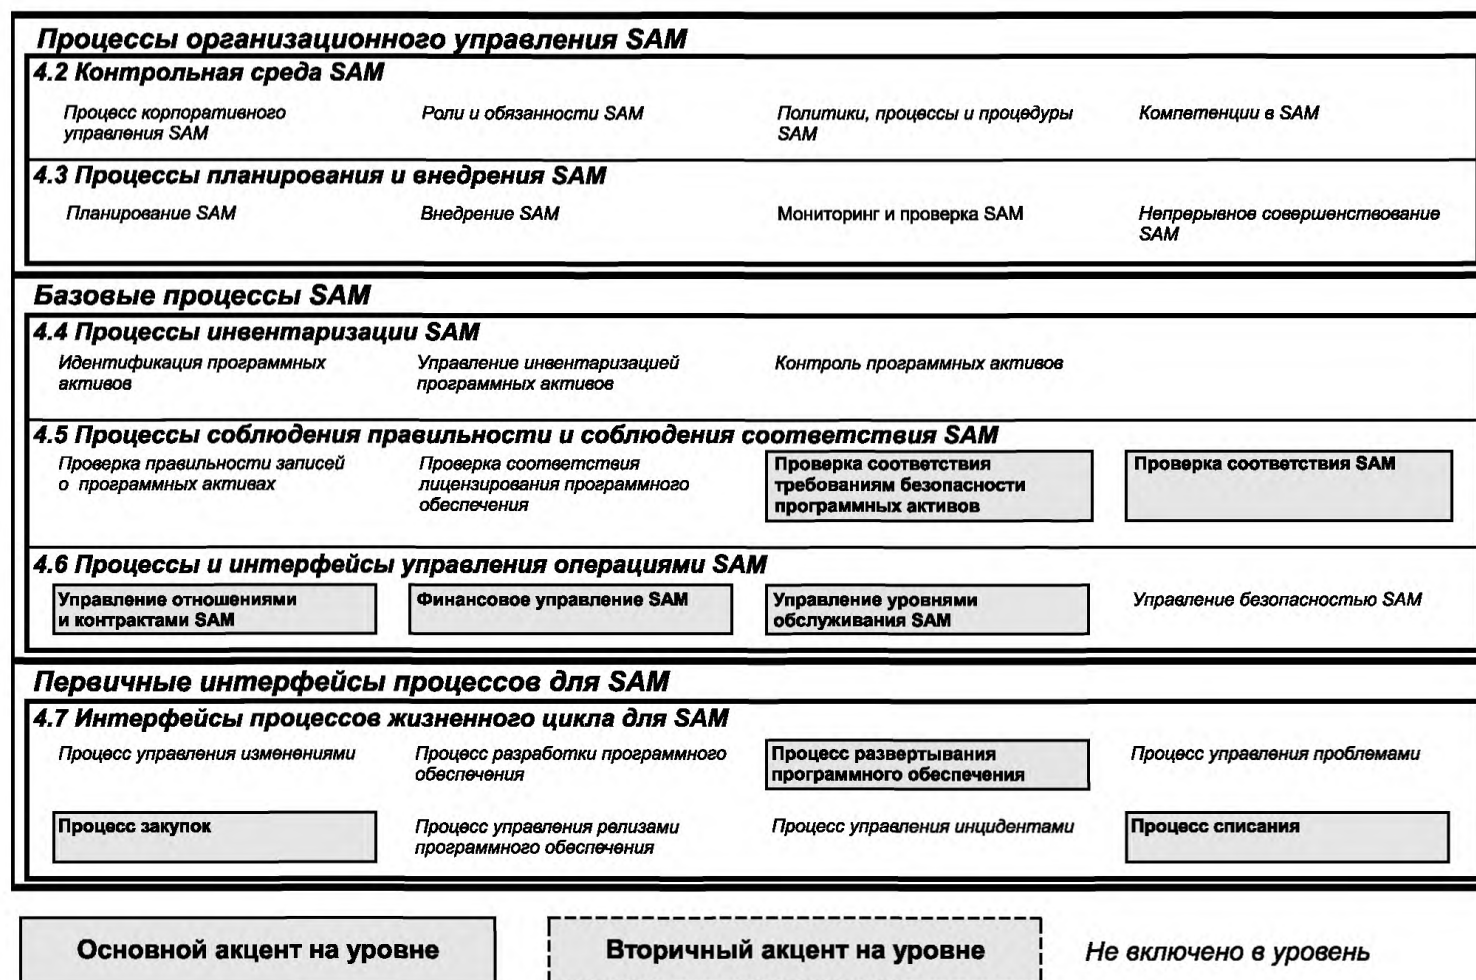 Процессы организационного управления SAM
4.2 Контрольная среда SAM
Процесс корпоративного
управления SAM
Роли и обязанности SAM
Политики, процессы и процедуры
SAM
Компетенции в SAM
4.3 Процессы планирования и внедрения SAM
Планирование SAM
Внедрение SAM
Мониторинг и проверка SAM
Непрерывное совершенствование
SAM
Базовые процессы SAM
4.4 Процессы инвентаризации SAM
Идентификация программных
активов
Управление инвентаризацией
программных активов
Контроль программных активов
4.5 Процессы соблюдения правильности и соблюдения соответствия SAM
Проверка правильности записей
о программных активах
Проверка соответствия
лицензирования программного
обеспечения
Проверка соответствия
требованиям безопасности
программных активов
Проверка соответствия SAM
4.6 Процессы и интерфейсы управления операциями SAM
Управление отношениями
и контрактами SAM
Финансовое управление SAM
Управление уровнями
обслуживания SAM
Управление безопасностью SAM
Первичные интерфейсы процессов для SAM
4.7 Интерфейсы процессов жизненного цикла для SAM
Процесс управления изменениями
Процесс разработки программного
обеспечения
Процесс развертывания
программного обеспечения
Процесс управления проблемами
Процесс закупок
Процесс управления релизами
программного обеспечения
Процесс управления инцидентами
Процесс списания
Основной акцент на уровне
Вторичный акцент на уровне
Не включено в уровень